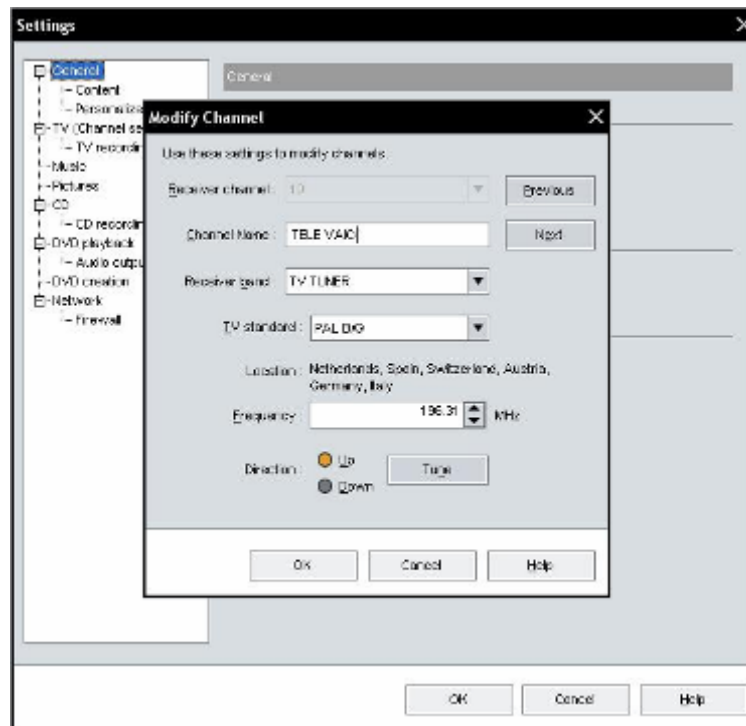 Settings
General
Content
Personalize
TV (Channel se
TV recordin
Music
Pictures
CD
CD recordin
DVD playback
Audio outpu
DVD creation
Network
Firewall
General
Modify Channel
Use these settings to modify channels
Receiver channel:
Previous
Channel Name : TELE VAIO
Next
Receiver band: TV TUNER
TV standard : PAL B/G
Location : Netherlands, Spain, Switzerland, Austria,
Germany, Italy
Frequency: 196.31 MHz
Direction : Up
Down
Tune
OK Cancel Help
OK Cancel Help